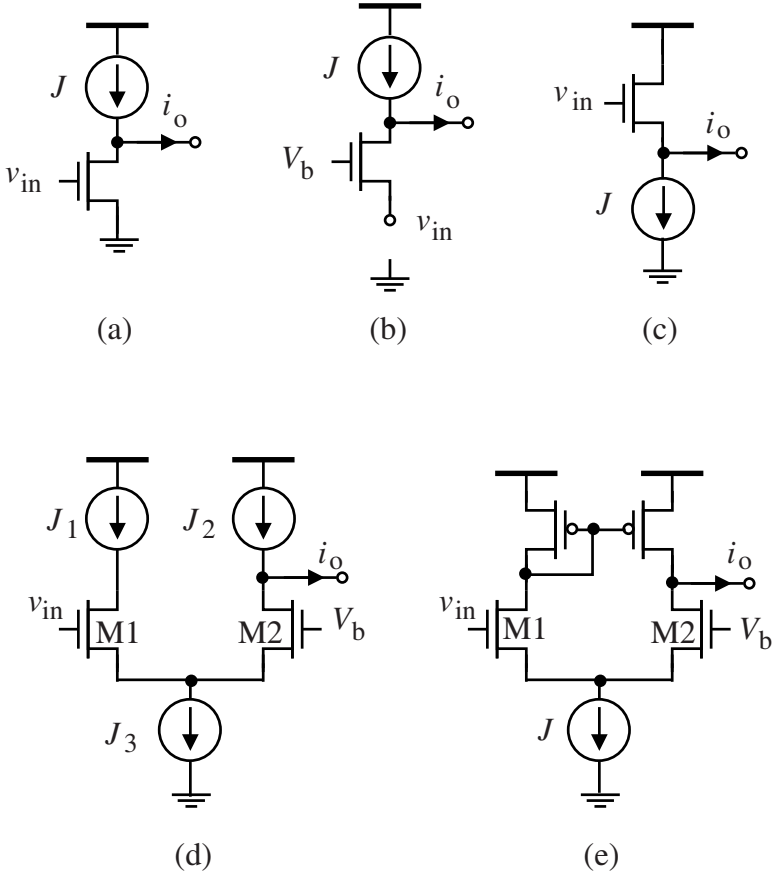 J
i_o
v_in
(a)
J
i_o
V_b
v_in
(b)
v_in
i_o
J
(c)
J_1
J_2
i_o
v_in
M1
M2
V_b
J_3
(d)
i_o
v_in
M1
M2
V_b
J
(e)